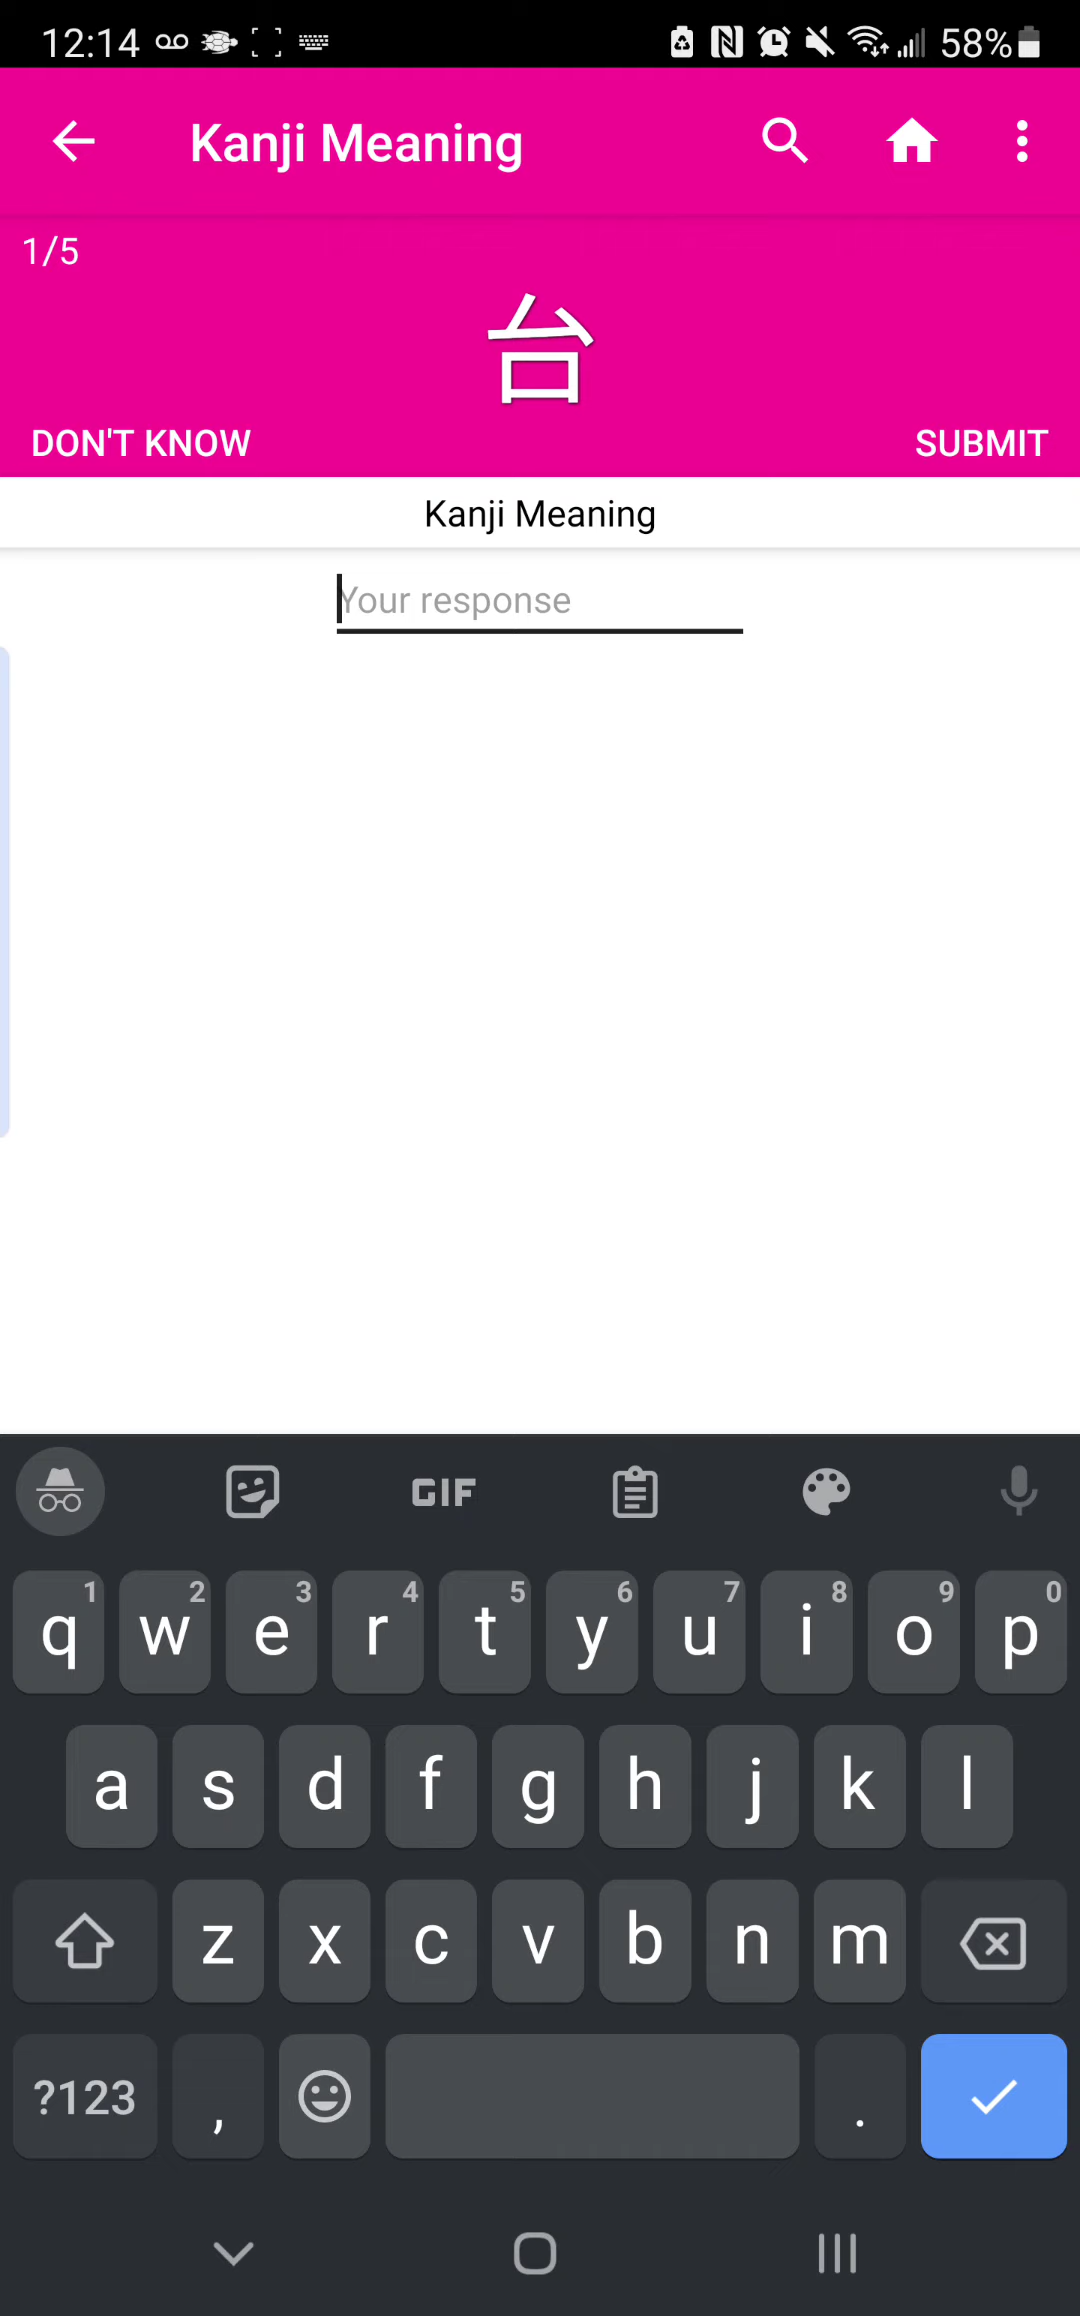 12:14 58%
Kanji Meaning
1/5
台
DON'T KNOW SUBMIT
Kanji Meaning
Your response
GIF
1 2 3 4 5 6 7 8 9 0
q w e r t y u i o p
a s d f g h j k l
z x c v b n m
?123 , .